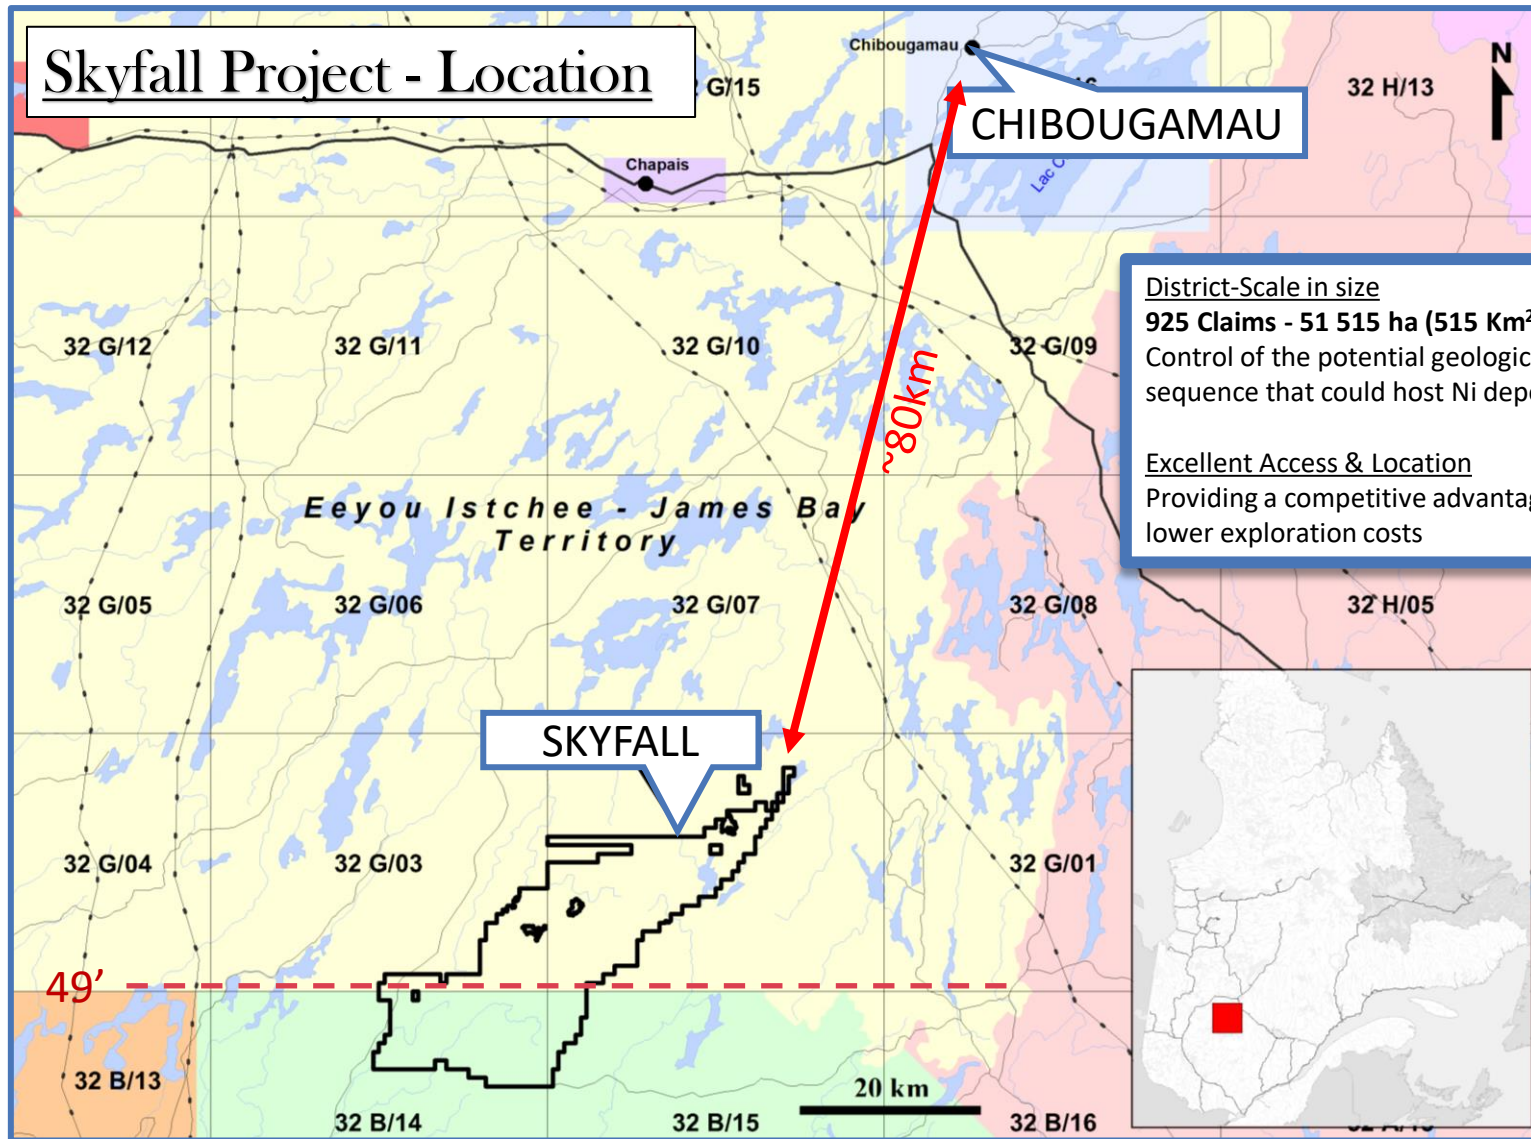 Skyfall Project - Location
G/15
Chibougamau
N
32 H/13
CHIBOUGAMAU
Chapais
Lac
District-Scale in size
925 Claims - 51 515 ha (515 Km²
Control of the potential
sequence that could host Ni
Excellent Access & Location
Providing a competitive
lower exploration costs
32 G/12
32 G/11
32 G/10
32 G/09
~80km
Eeyou Istchee - James Bay
Territory
32 G/05
32 G/06
32 G/07
32 G/08
32 H/05
SKYFALL
32 G/04
32 G/03
32 G/01
49'
32 B/13
20 km
32 B/14
32 B/15
32 B/16